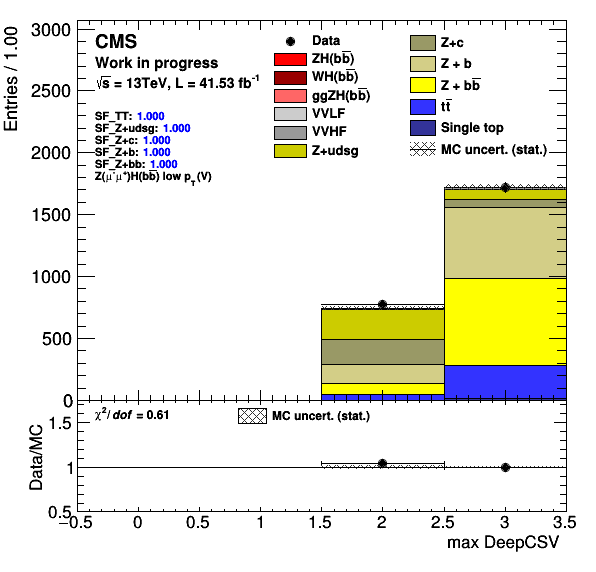 Entries / 1.00
3000
2500
2000
1500
1000
500
0
CMS
Work in progress
√s = 13TeV, L = 41.53 fb⁻¹
SF_TT: 1.000
SF_Z+udsg: 1.000
SF_Z+c: 1.000
SF_Z+b: 1.000
SF_Z+bb: 1.000
Z(μ⁻μ⁺)H(bb̅) low p_T(V)
Data
ZH(bb̅)
WH(bb̅)
ggZH(bb̅)
VVLF
VVHF
Z+udsg
Z+c
Z + b
Z + bb̅
tt̅
Single top
MC uncert. (stat.)
χ²/dof = 0.61
MC uncert. (stat.)
Data/MC
1.5
1
0.5
−0.5 0 0.5 1 1.5 2 2.5 3 3.5
max DeepCSV